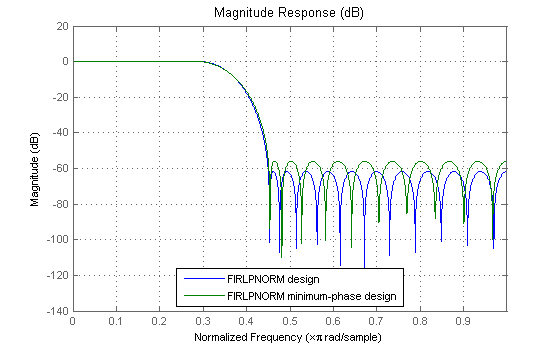 Magnitude Response (dB)
20
0
-20
-40
-60
-80
-100
-120
-140
Magnitude (dB)
FIRLPNORM design
FIRLPNORM minimum-phase design
0 0.1 0.2 0.3 0.4 0.5 0.6 0.7 0.8 0.9
Normalized Frequency (×π rad/sample)